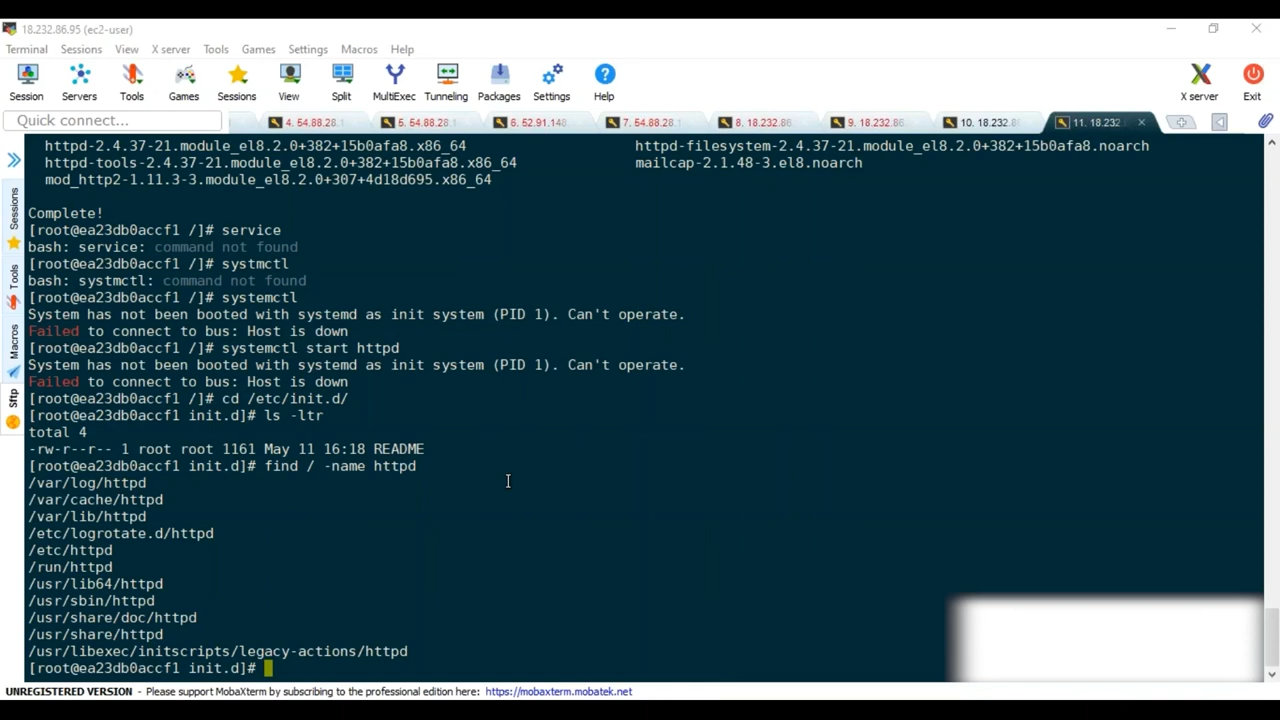 18.232.86.95 (ec2-user)
Terminal Sessions View X server Tools Games Settings Macros Help
Session Servers Tools Games Sessions View Split MultiExec Tunneling Packages Settings Help X server Exit
Quick connect... 4. 54.88.28.1 5. 54.88.28.1 6. 52.91.148 7. 54.88.28.1 8. 18.232.86 9. 18.232.86 10. 18.232.86 11. 18.232.
Sessions
Tools
Macros
Sftp
httpd-2.4.37-21.module_el8.2.0+382+15b0afa8.x86_64 httpd-filesystem-2.4.37-21.module_el8.2.0+382+15b0afa8.noarch
httpd-tools-2.4.37-21.module_el8.2.0+382+15b0afa8.x86_64 mailcap-2.1.48-3.el8.noarch
mod_http2-1.11.3-3.module_el8.2.0+307+4d18d695.x86_64
Complete!
[root@ea23db0accf1 /]# service
bash: service: command not found
[root@ea23db0accf1 /]# systmctl
bash: systmctl: command not found
[root@ea23db0accf1 /]# systemctl
System has not been booted with systemd as init system (PID 1). Can't operate.
Failed to connect to bus: Host is down
[root@ea23db0accf1 /]# systemctl start httpd
System has not been booted with systemd as init system (PID 1). Can't operate.
Failed to connect to bus: Host is down
[root@ea23db0accf1 /]# cd /etc/init.d/
[root@ea23db0accf1 init.d]# ls -ltr
total 4
-rw-r--r-- 1 root root 1161 May 11 16:18 README
[root@ea23db0accf1 init.d]# find / -name httpd
/var/log/httpd
/var/cache/httpd
/var/lib/httpd
/etc/logrotate.d/httpd
/etc/httpd
/run/httpd
/usr/lib64/httpd
/usr/sbin/httpd
/usr/share/doc/httpd
/usr/share/httpd
/usr/libexec/initscripts/legacy-actions/httpd
[root@ea23db0accf1 init.d]#
UNREGISTERED VERSION - Please support MobaXterm by subscribing to the professional edition here: https://mobaxterm.mobatek.net